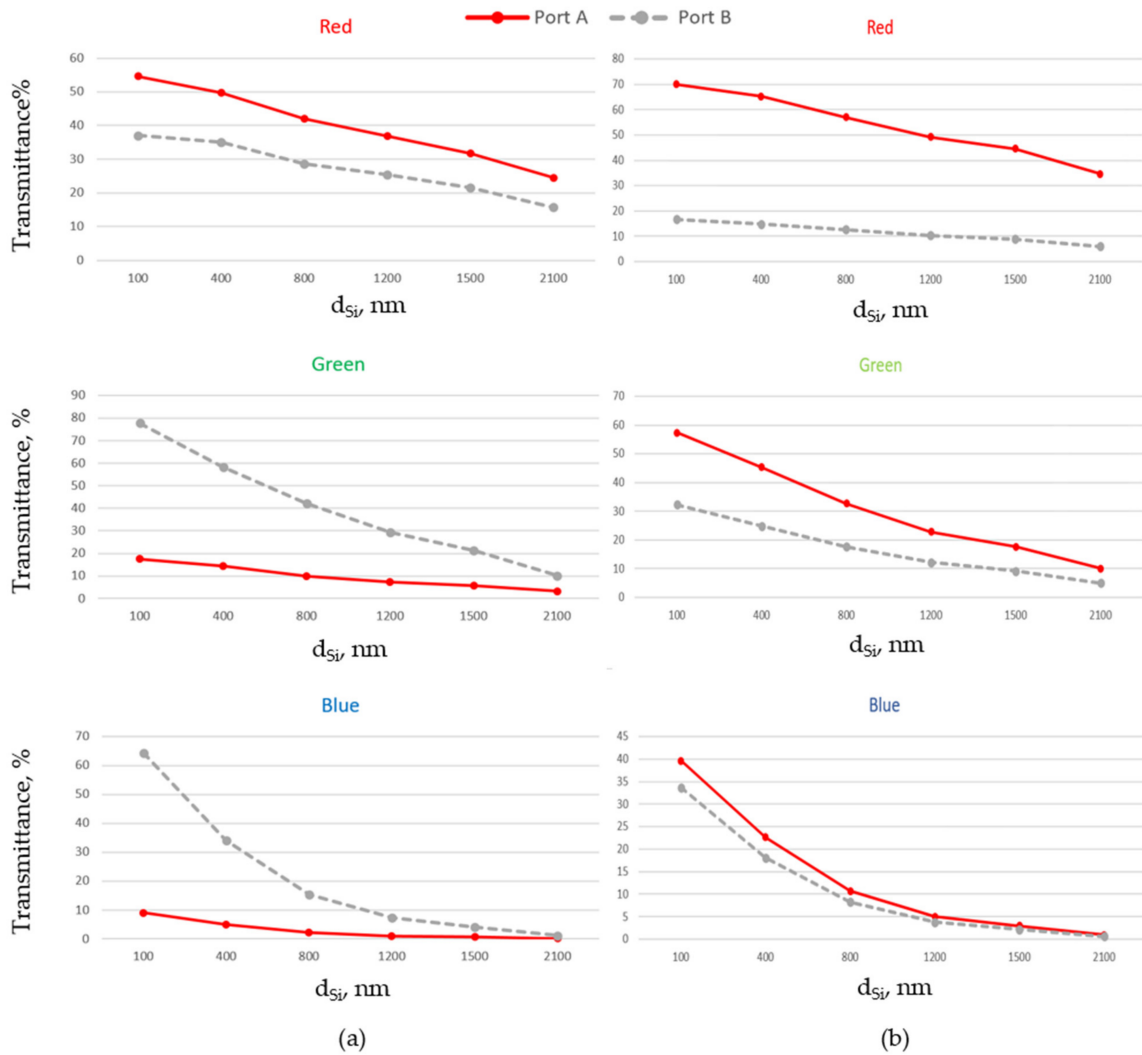 Port A Port B
Red Red
Transmittance%
60
50
40
30
20
10
0
100 400 800 1200 1500 2100
d_Si, nm
80
70
60
50
40
30
20
10
0
100 400 800 1200 1500 2100
d_Si, nm
Green Green
Transmittance, %
90
80
70
60
50
40
30
20
10
0
100 400 800 1200 1500 2100
d_Si, nm
70
60
50
40
30
20
10
0
100 400 800 1200 1500 2100
d_Si, nm
Blue Blue
Transmittance, %
70
60
50
40
30
20
10
0
100 400 800 1200 1500 2100
d_Si, nm
45
40
35
30
25
20
15
10
5
0
100 400 800 1200 1500 2100
d_Si, nm
(a) (b)